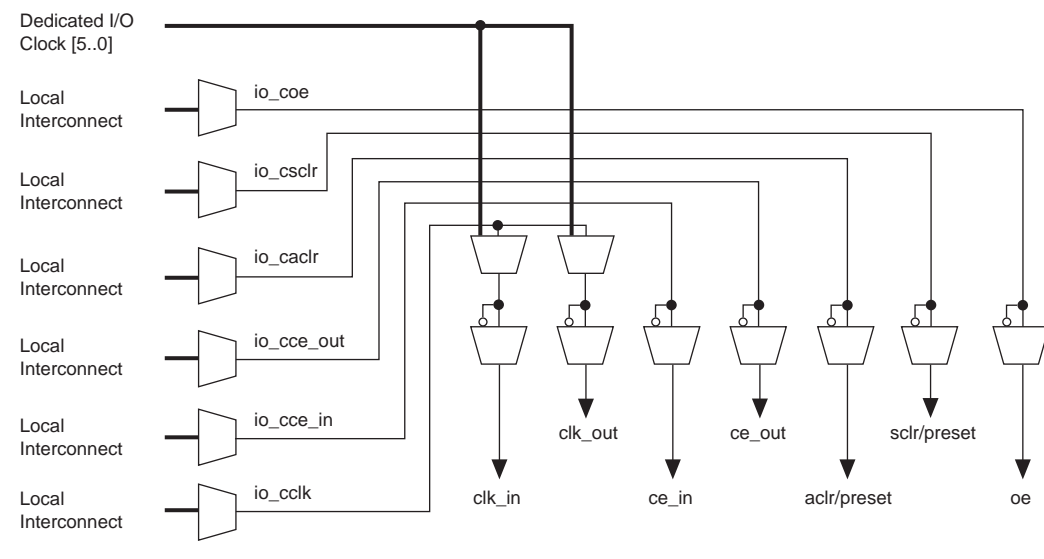 Dedicated I/O
Clock [5..0]
Local
Interconnect
io_coe
Local
Interconnect
io_csclr
Local
Interconnect
io_caclr
Local
Interconnect
io_cce_out
Local
Interconnect
io_cce_in
Local
Interconnect
io_cclk
clk_out
ce_out
sclr/preset
clk_in
ce_in
aclr/preset
oe